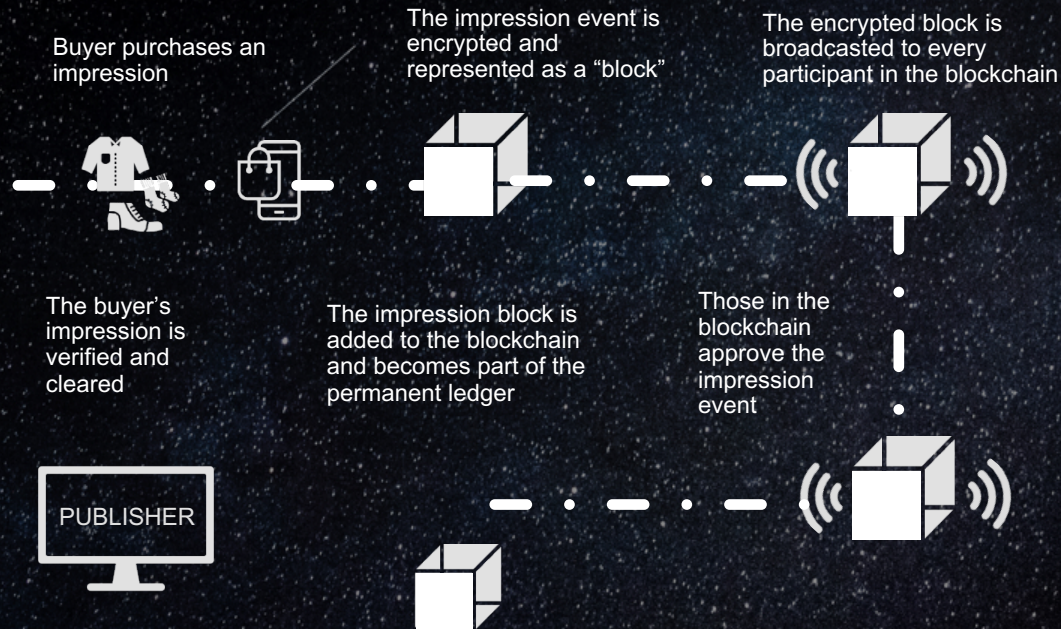 Buyer purchases an
impression
The impression event is
encrypted and
represented as a “block”
The encrypted block is
broadcasted to every
participant in the blockchain
The buyer’s
impression is
verified and
cleared
The impression block is
added to the blockchain
and becomes part of the
permanent ledger
Those in the
blockchain
approve the
impression
event
PUBLISHER